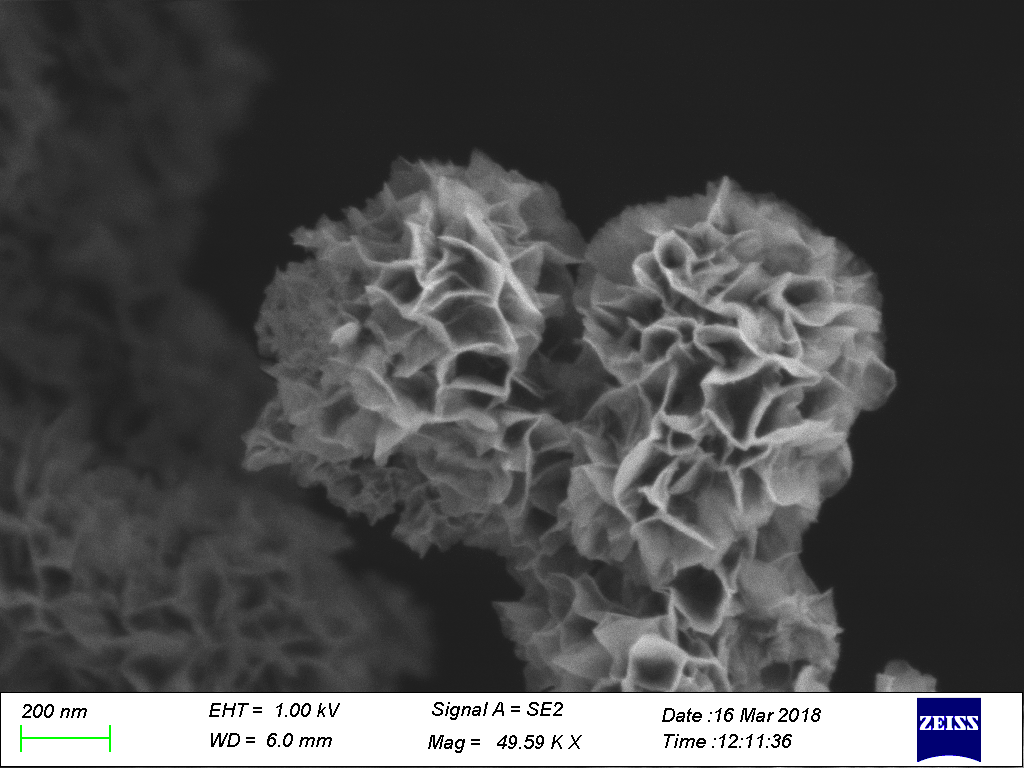 200 nm
EHT = 1.00 kV
WD = 6.0 mm
Signal A = SE2
Mag = 49.59 K X
Date :16 Mar 2018
Time :12:11:36
ZEISS